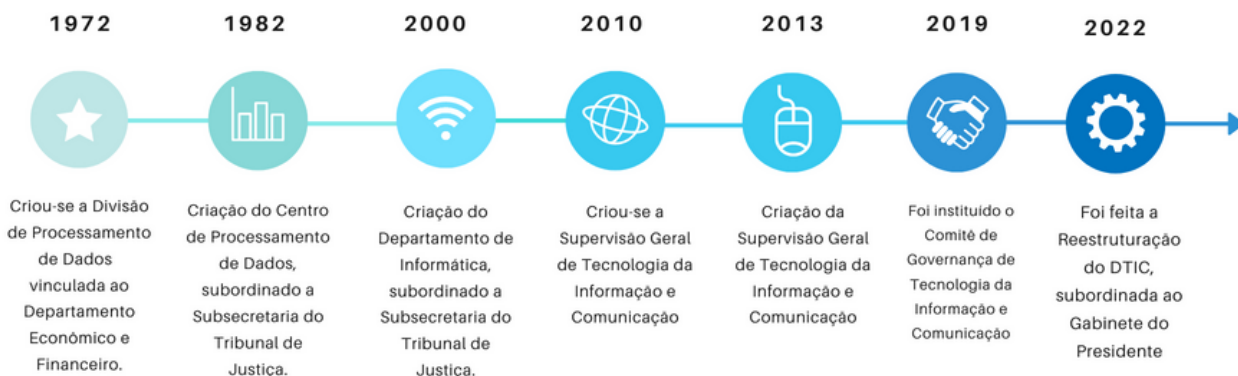 1972
Criou-se a Divisão
de Processamento
de Dados
vinculada ao
Departamento
Econômico e
Financeiro.
1982
Criação do Centro
de Processamento
de Dados,
subordinado a
Subsecretaria do
Tribunal de
Justiça.
2000
Criação do
Departamento de
Informática,
subordinado a
Subsecretaria do
Tribunal de
Justiça.
2010
Criou-se a
Supervisão Geral
de Tecnologia da
Informação e
Comunicação
2013
Criação da
Supervisão Geral
de Tecnologia da
Informação e
Comunicação
2019
Foi instituído o
Comitê de
Governança de
Tecnologia da
Informação e
Comunicação
2022
Foi feita a
Reestruturação
do DTIC,
subordinada ao
Gabinete do
Presidente